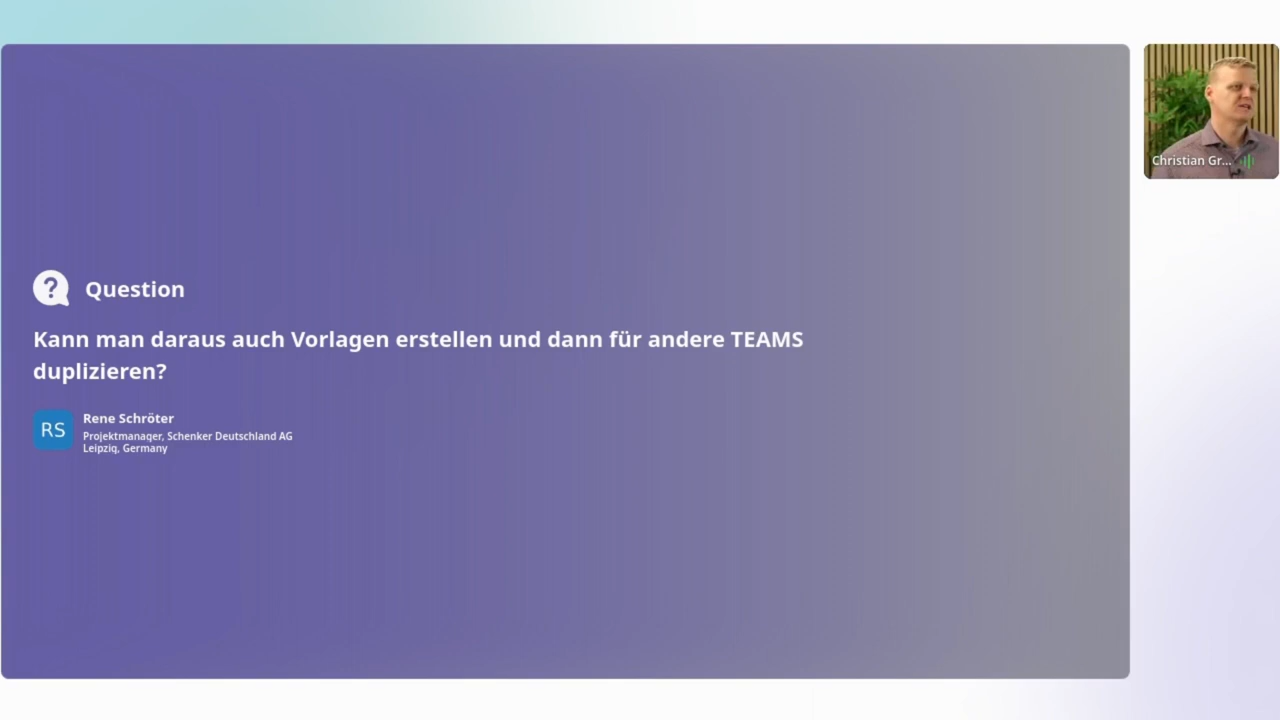 Question
Kann man daraus auch Vorlagen erstellen und dann für andere TEAMS
duplizieren?
RS
Rene Schröter
Projektmanager, Schenker Deutschland AG
Leipzig, Germany
Christian Gr...